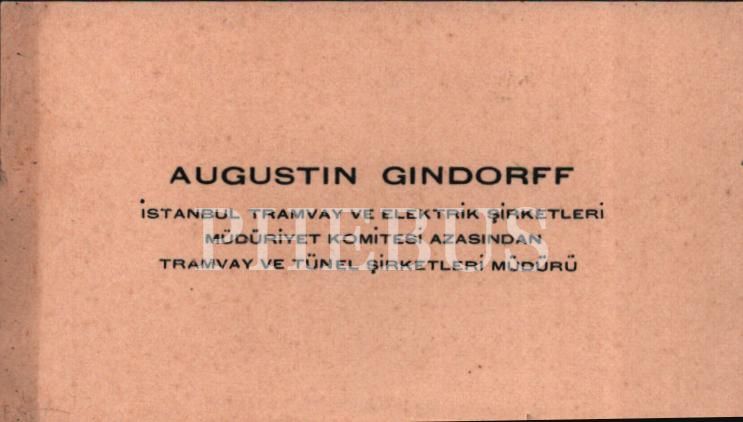 AUGUSTIN GINDORFF
İSTANBUL TRAMVAY VE ELEKTRİK ŞİRKETLERİ
MÜDÜRİYET KOMİTESİ AZASINDAN
TRAMVAY VE TÜNEL ŞİRKETLERİ MÜDÜRÜ
PHEBUS